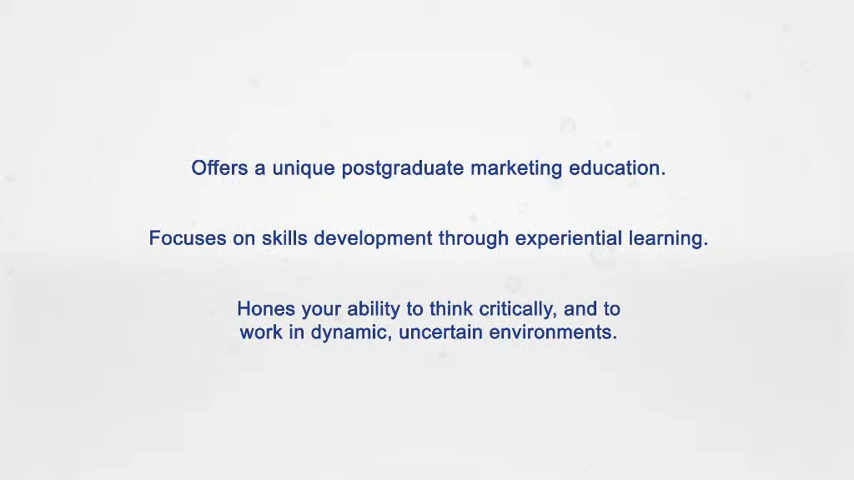 Offers a unique postgraduate marketing education.
Focuses on skills development through experiential learning.
Hones your ability to think critically, and to
work in dynamic, uncertain environments.